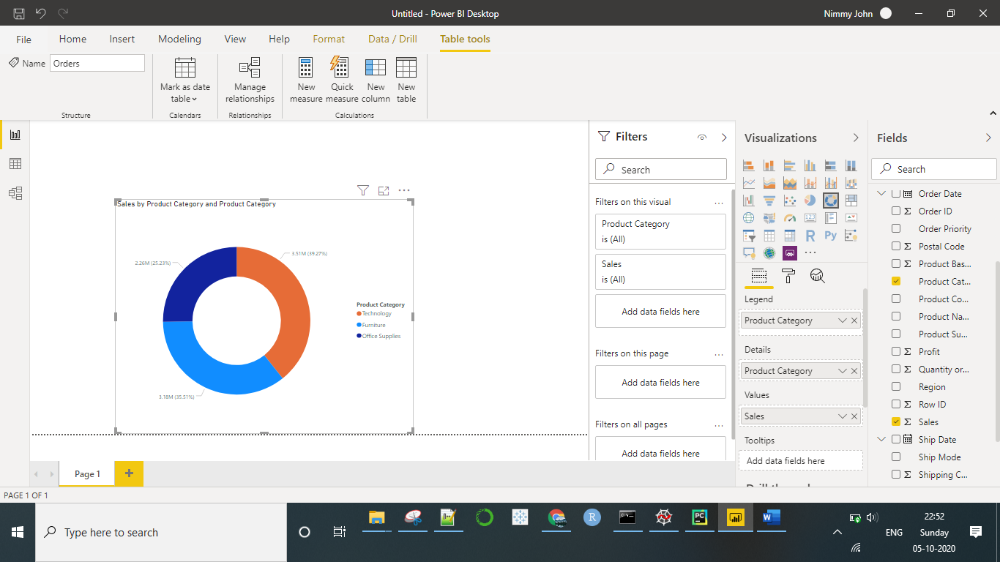 Untitled - Power BI Desktop
Nimmy John
File
Home
Insert
Modeling
View
Help
Format
Data / Drill
Table tools
Name
Orders
Mark as date
table
Manage
relationships
New
measure
Quick
measure
New
column
New
table
Structure
Calendars
Relationships
Calculations
Sales by Product Category and Product Category
2.26M (25.23%)
3.51M (39.27%)
3.18M (35.51%)
Product Category
Technology
Furniture
Office Supplies
Filters
Search
Filters on this visual
Product Category
is (All)
Sales
is (All)
Add data fields here
Filters on this page
Add data fields here
Filters on all pages
Add data fields here
Visualizations
123
R
Py
Legend
Product Category
Details
Product Category
Values
Sales
Tooltips
Add data fields here
Fields
Search
Order Date
Order ID
Order Priority
Postal Code
Product Bas...
Product Cat...
Product Co...
Product Na...
Product Su...
Profit
Quantity or...
Region
Row ID
Sales
Ship Date
Ship Mode
Shipping C...
Page 1
PAGE 1 OF 1
Type here to search
R
PC
W
ENG
22:52
Sunday
05-10-2020